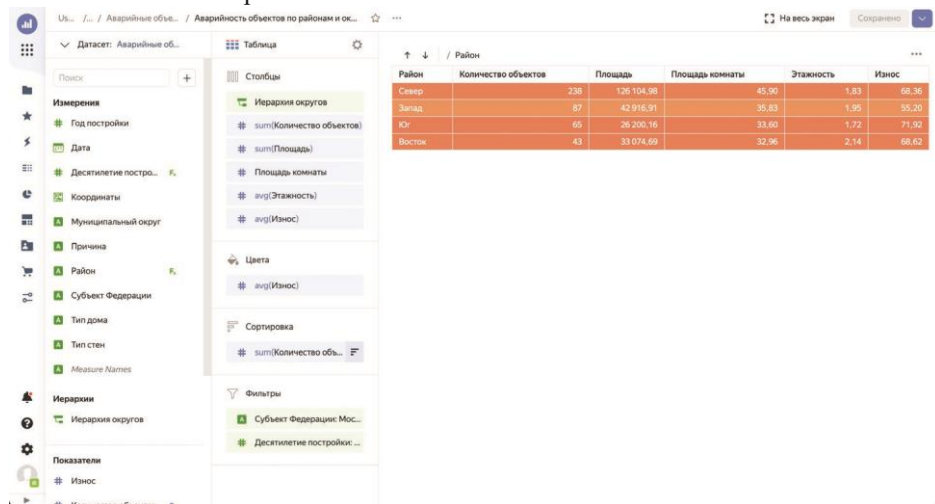 Us... / ... / Аварийные объе... / Аварийность объектов по районам и ок...
На весь экран
Сохранено
Датасет: Аварийные об...
Поиск
Измерения
Год постройки
Дата
Десятилетие постро...
Координаты
Муниципальный округ
Причина
Район
Субъект Федерации
Тип дома
Тип стен
Measure Names
Иерархии
Иерархия округов
Показатели
Износ
Таблица
Столбцы
Иерархия округов
sum(Количество объектов)
sum(Площадь)
Площадь комнаты
avg(Этажность)
avg(Износ)
Цвета
avg(Износ)
Сортировка
sum(Количество объ...
Фильтры
Субъект Федерации: Мос...
Десятилетие постройки: ...
/ Район
Район Количество объектов Площадь Площадь комнаты Этажность Износ
Север 238 126 104,98 45,90 1,83 68,36
Запад 87 42 916,91 35,83 1,95 55,20
Юг 65 26 200,16 33,60 1,72 71,92
Восток 43 33 074,69 32,96 2,14 68,62